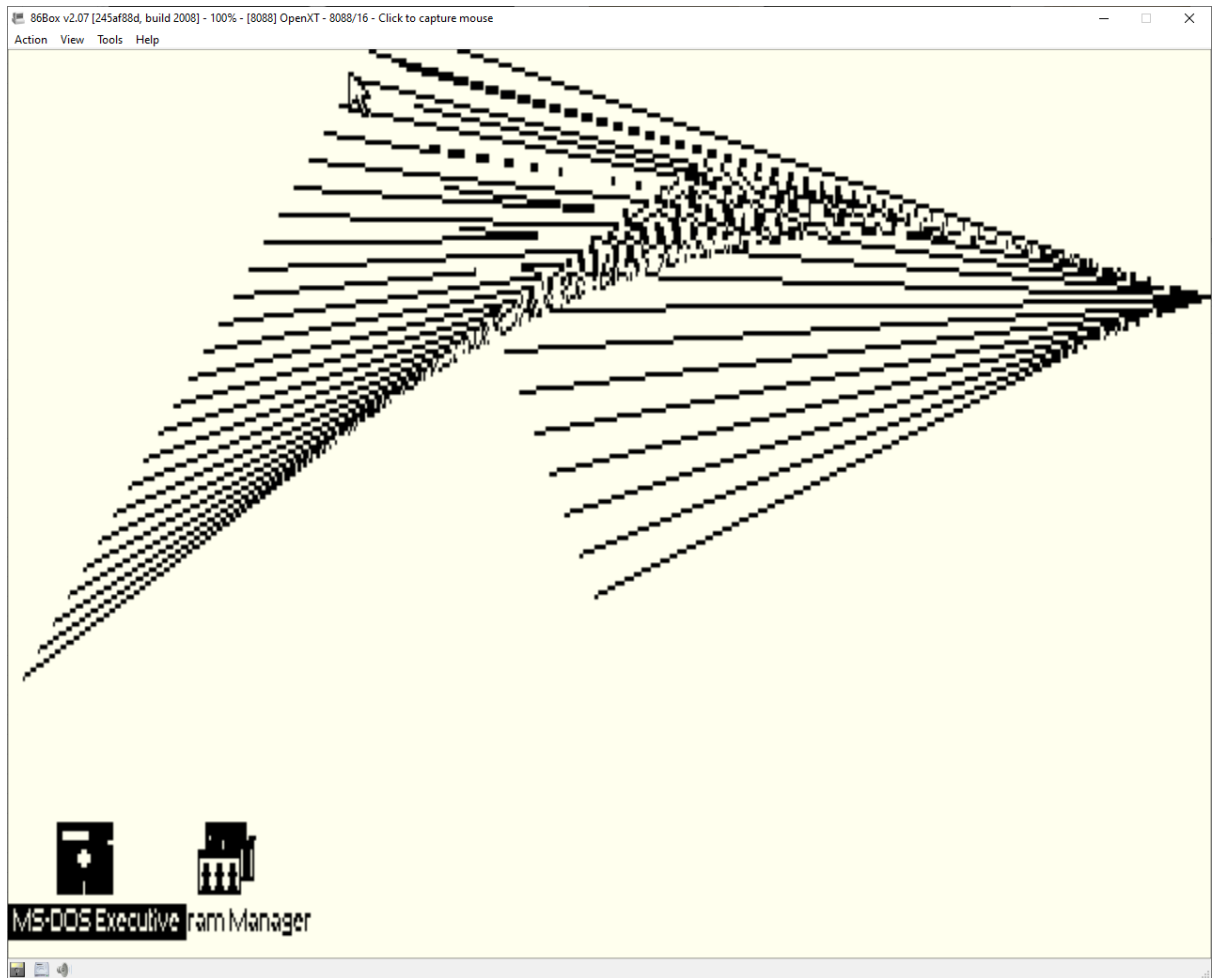 86Box v2.07 [245af88d, build 2008] - 100% - [8088] OpenXT - 8088/16 - Click to capture mouse
Action View Tools Help
MS-DOS Executive ram Manager